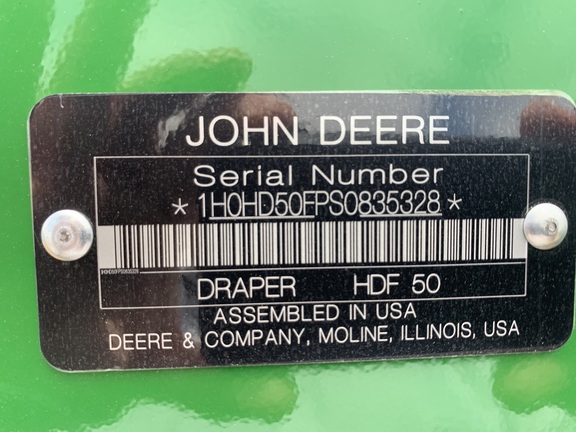 JOHN DEERE
Serial Number
*1H0HD50FPS0835328*
DRAPER HDF 50
ASSEMBLED IN USA
DEERE & COMPANY, MOLINE, ILLINOIS, USA